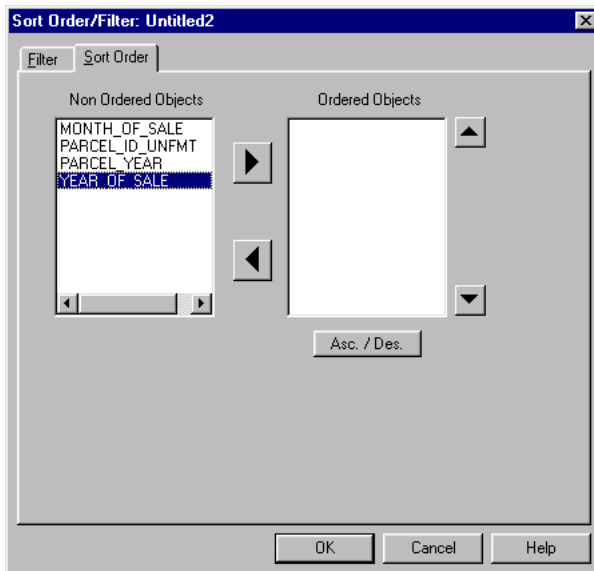 Sort Order/Filter: Untitled2
Filter Sort Order
Non Ordered Objects Ordered Objects
MONTH_OF_SALE
PARCEL_ID_UNFMT
PARCEL_YEAR
YEAR_OF_SALE
Asc. / Des.
OK Cancel Help